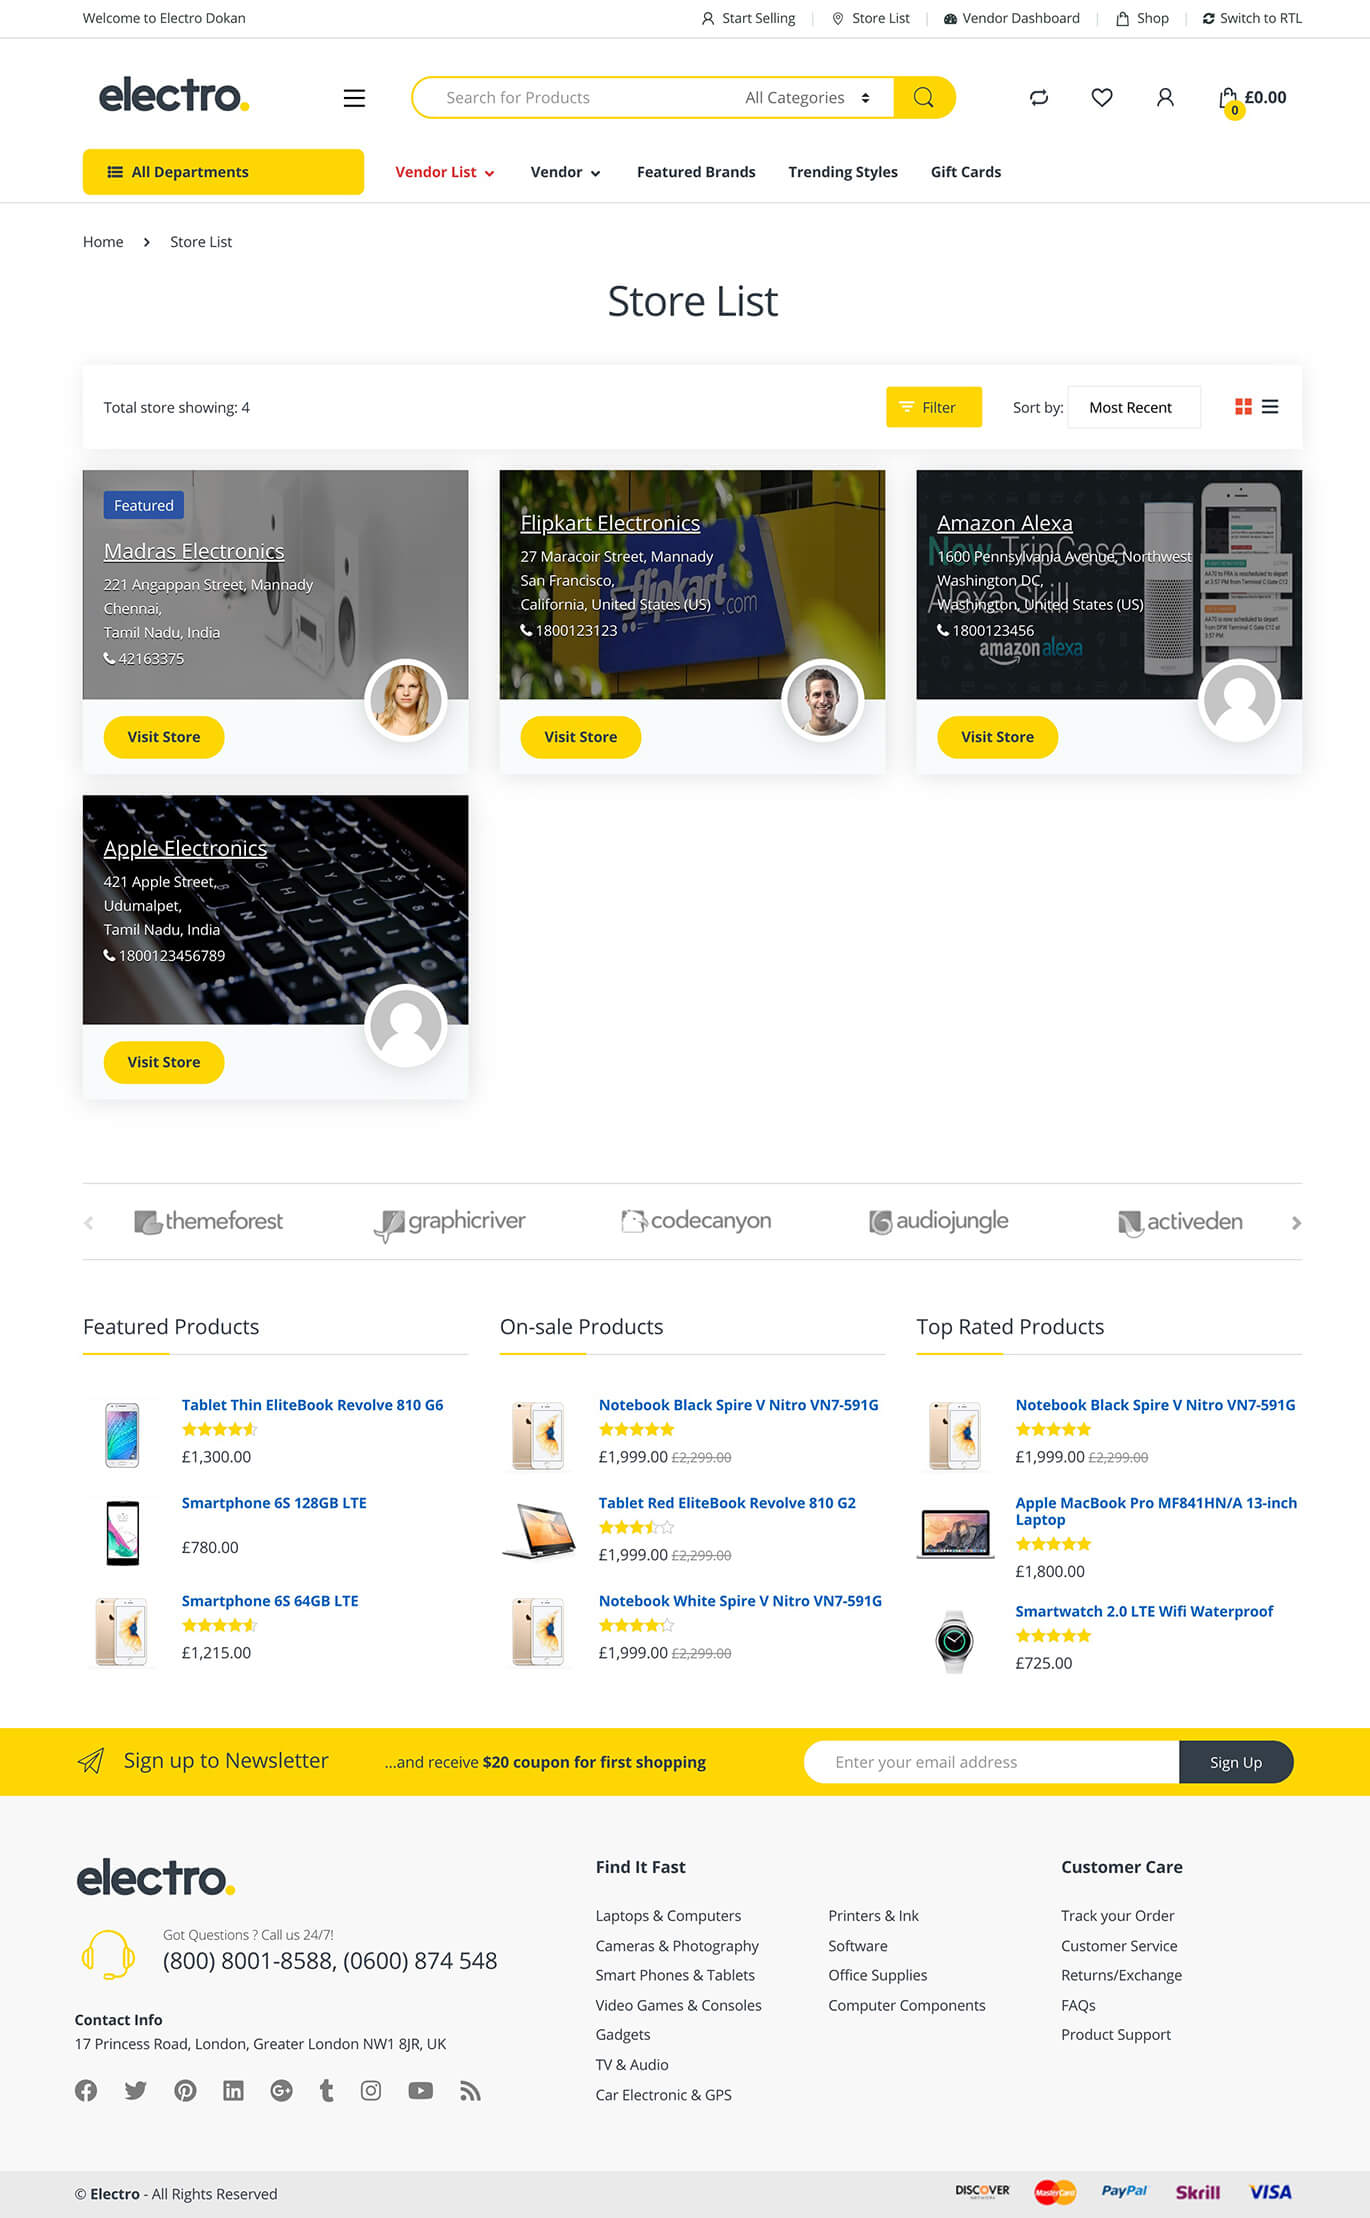 Welcome to Electro Dokan
Start Selling
Store List
Vendor Dashboard
Shop
Switch to RTL
electro.
Search for Products
All Categories
0
£0.00
All Departments
Vendor List
Vendor
Featured Brands
Trending Styles
Gift Cards
Home
Store List
Store List
Total store showing: 4
Filter
Sort by:
Most Recent
Featured
Madras Electronics
221 Angappan Street, Mannady
Chennai,
Tamil Nadu, India
42163375
Visit Store
Flipkart Electronics
27 Maracoir Street, Mannady
San Francisco,
California, United States (US)
1800123123
flipkart.com
Visit Store
Amazon Alexa
1600 Pennsylvania Avenue, Northwest
Washington DC,
Washington, United States (US)
1800123456
New TripCase
Alexa Skill
amazon alexa
Visit Store
Apple Electronics
421 Apple Street,
Udumalpet,
Tamil Nadu, India
1800123456789
Visit Store
themeforest
graphicriver
codecanyon
audiojungle
activeden
Featured Products
Tablet Thin EliteBook Revolve 810 G6
£1,300.00
Smartphone 6S 128GB LTE
£780.00
Smartphone 6S 64GB LTE
£1,215.00
On-sale Products
Notebook Black Spire V Nitro VN7-591G
£1,999.00 £2,299.00
Tablet Red EliteBook Revolve 810 G2
£1,999.00 £2,299.00
Notebook White Spire V Nitro VN7-591G
£1,999.00 £2,299.00
Top Rated Products
Notebook Black Spire V Nitro VN7-591G
£1,999.00 £2,299.00
Apple MacBook Pro MF841HN/A 13-inch
Laptop
£1,800.00
Smartwatch 2.0 LTE Wifi Waterproof
£725.00
Sign up to Newsletter
...and receive $20 coupon for first shopping
Enter your email address
Sign Up
electro.
Got Questions ? Call us 24/7!
(800) 8001-8588, (0600) 874 548
Contact Info
17 Princess Road, London, Greater London NW1 8JR, UK
Find It Fast
Laptops & Computers
Cameras & Photography
Smart Phones & Tablets
Video Games & Consoles
Gadgets
TV & Audio
Car Electronic & GPS
Printers & Ink
Software
Office Supplies
Computer Components
Customer Care
Track your Order
Customer Service
Returns/Exchange
FAQs
Product Support
© Electro - All Rights Reserved
DISCOVER
MasterCard
PayPal
Skrill
VISA